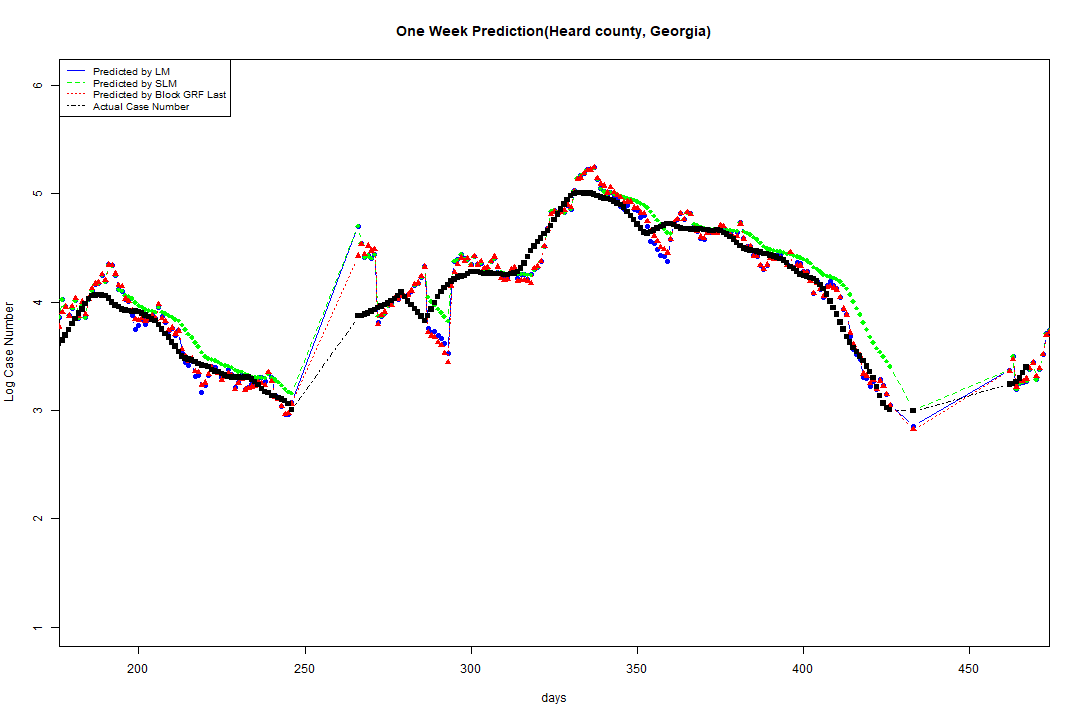 One Week Prediction(Heard county, Georgia)
Predicted by LM
Predicted by SLM
Predicted by Block GRF Last
Actual Case Number
Log Case Number
6
5
4
3
2
1
200 250 300 350 400 450
days